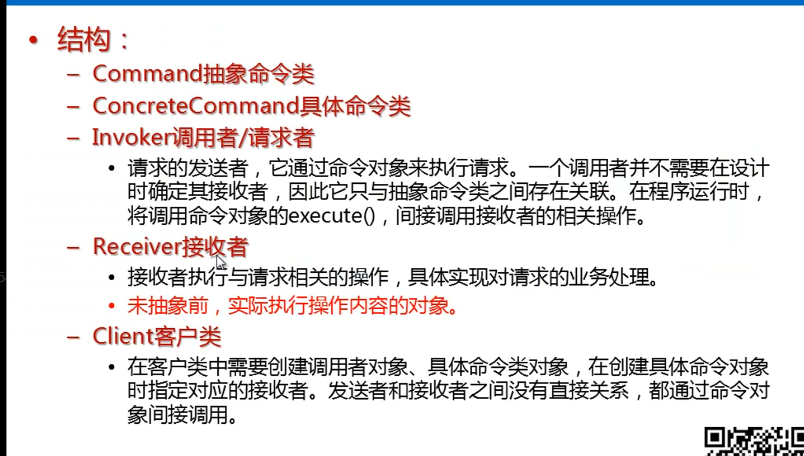 • 结构：
– Command抽象命令类
– ConcreteCommand具体命令类
– Invoker调用者/请求者
• 请求的发送者，它通过命令对象来执行请求。一个调用者并不需要在设计
时确定其接收者，因此它只与抽象命令类之间存在关联。在程序运行时，
将调用命令对象的execute()，间接调用接收者的相关操作。
– Receiver接收者
• 接收者执行与请求相关的操作，具体实现对请求的业务处理。
• 未抽象前，实际执行操作内容的对象。
– Client客户类
• 在客户类中需要创建调用者对象、具体命令类对象，在创建具体命令对象
时指定对应的接收者。发送者和接收者之间没有直接关系，都通过命令对
象间接调用。